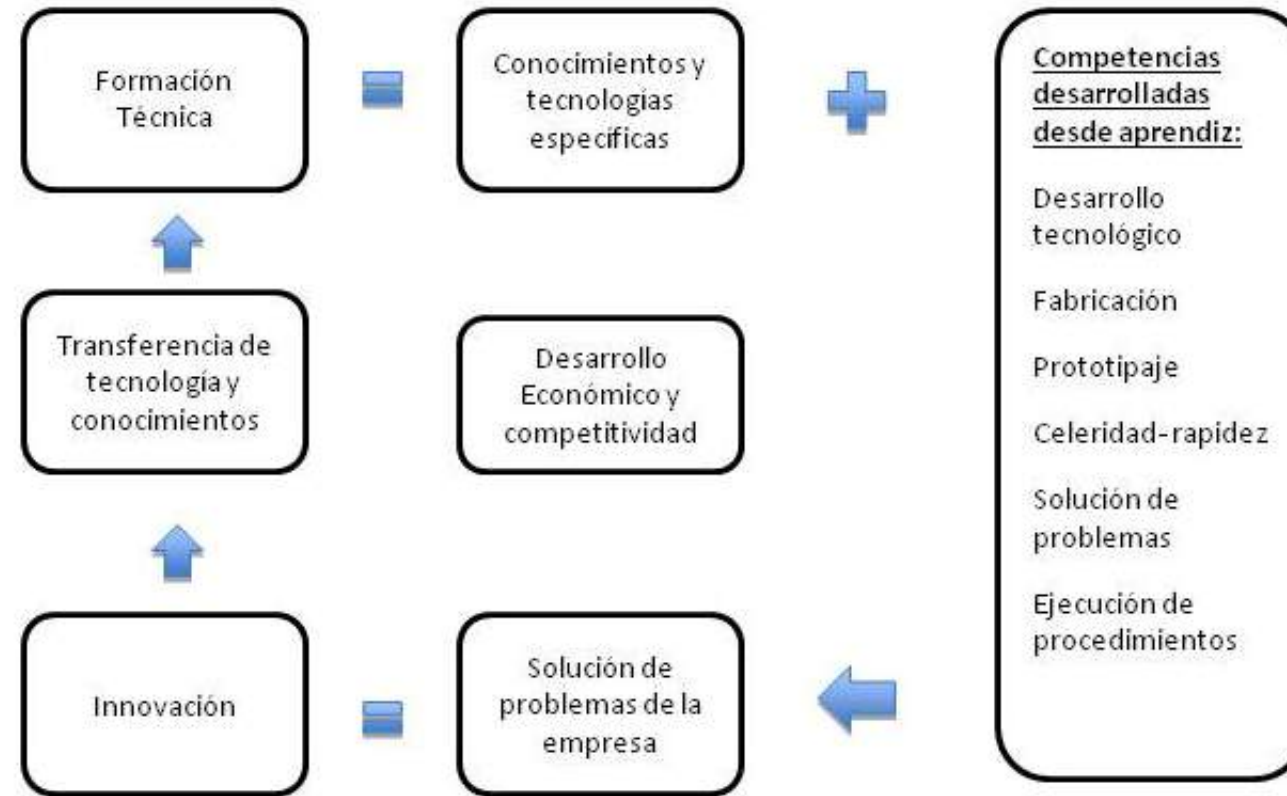 Formación
Técnica
Conocimientos y
tecnologías
específicas
Competencias
desarrolladas
desde aprendiz:
Desarrollo
tecnológico
Fabricación
Prototipaje
Celeridad-rapidez
Solución de
problemas
Ejecución de
procedimientos
Transferencia de
tecnología y
conocimientos
Desarrollo
Económico y
competitividad
Innovación
Solución de
problemas de la
empresa